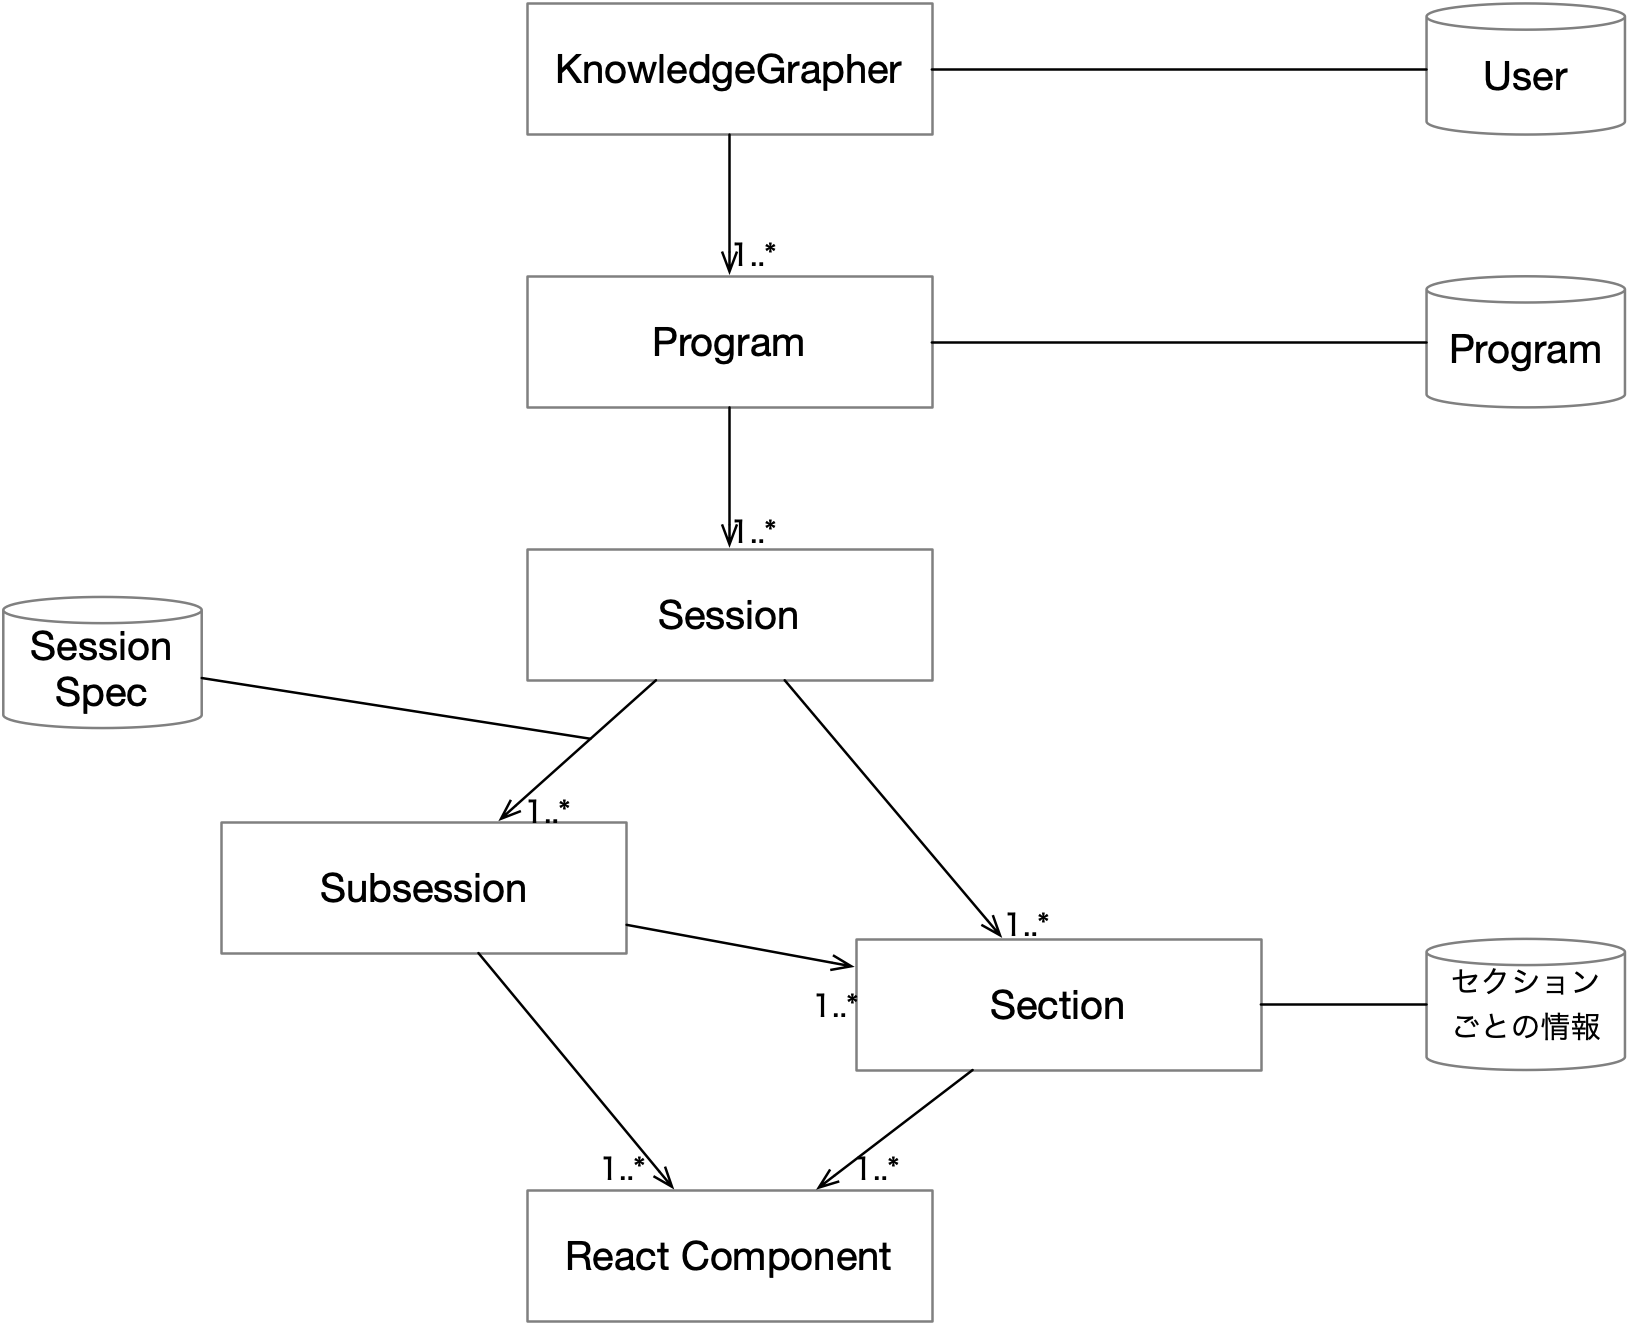 KnowledgeGrapher
User
1..*
Program
Program
1..*
Session
Session
Spec
1..*
Subsession
1..*
1..*
Section
セクション
ごとの情報
1..*
1..*
React Component